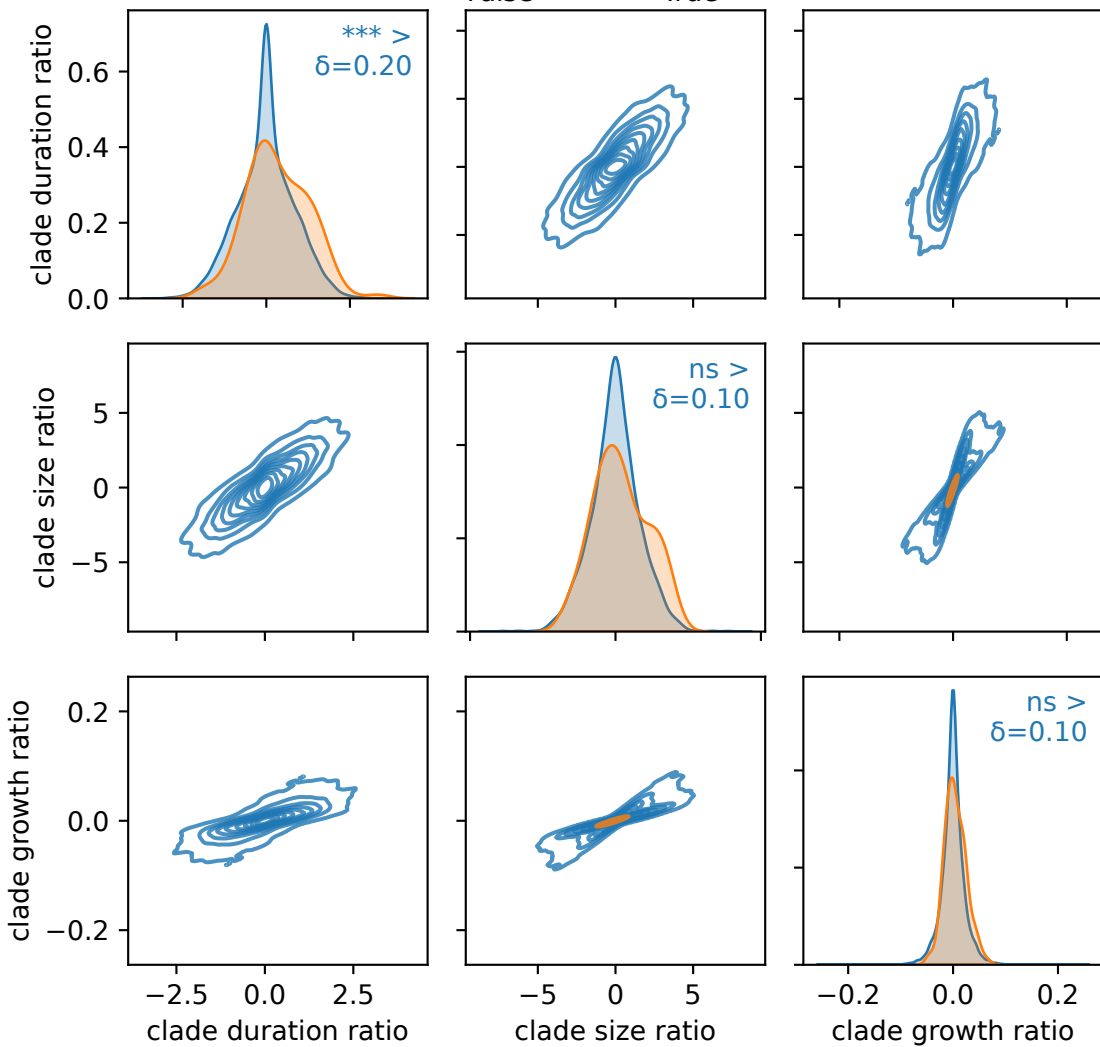 clade duration ratio
0.6
0.4
0.2
0.0
*** >
δ=0.20
clade size ratio
5
0
−5
ns >
δ=0.10
clade growth ratio
0.2
0.0
−0.2
ns >
δ=0.10
−2.5 0.0 2.5
−5 0 5
−0.2 0.0 0.2
clade duration ratio
clade size ratio
clade growth ratio